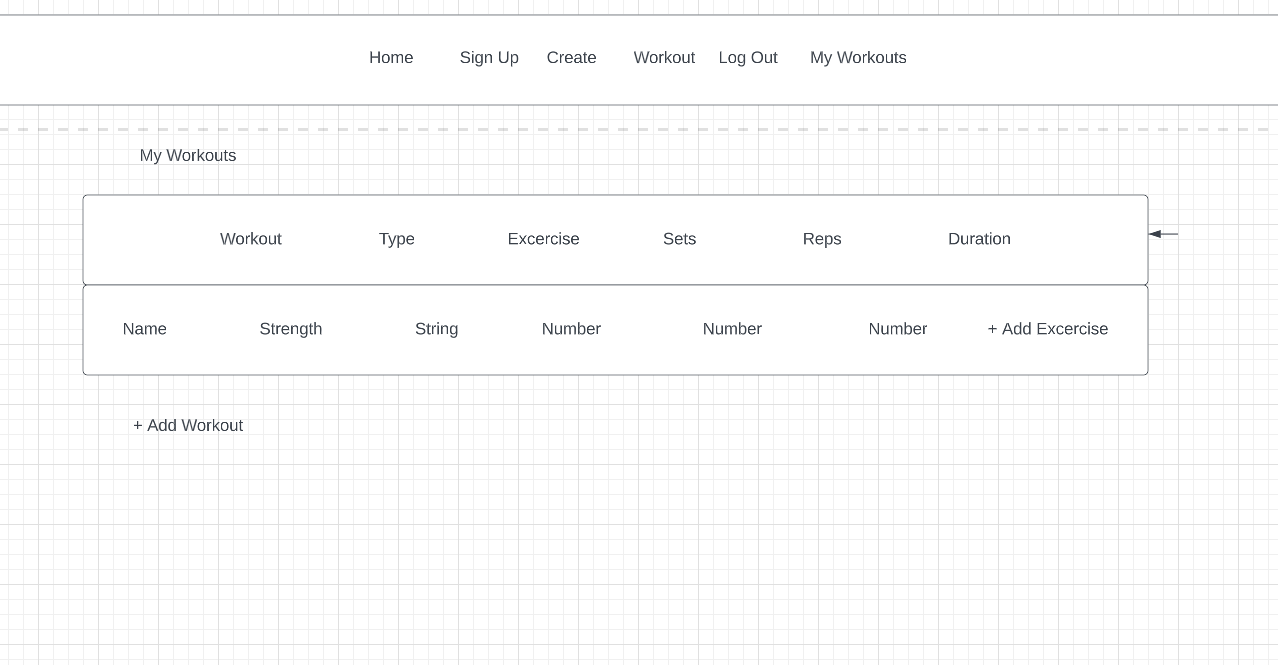 Home Sign Up Create Workout Log Out My Workouts
My Workouts
Workout Type Excercise Sets Reps Duration
Name Strength String Number Number Number + Add Excercise
+ Add Workout